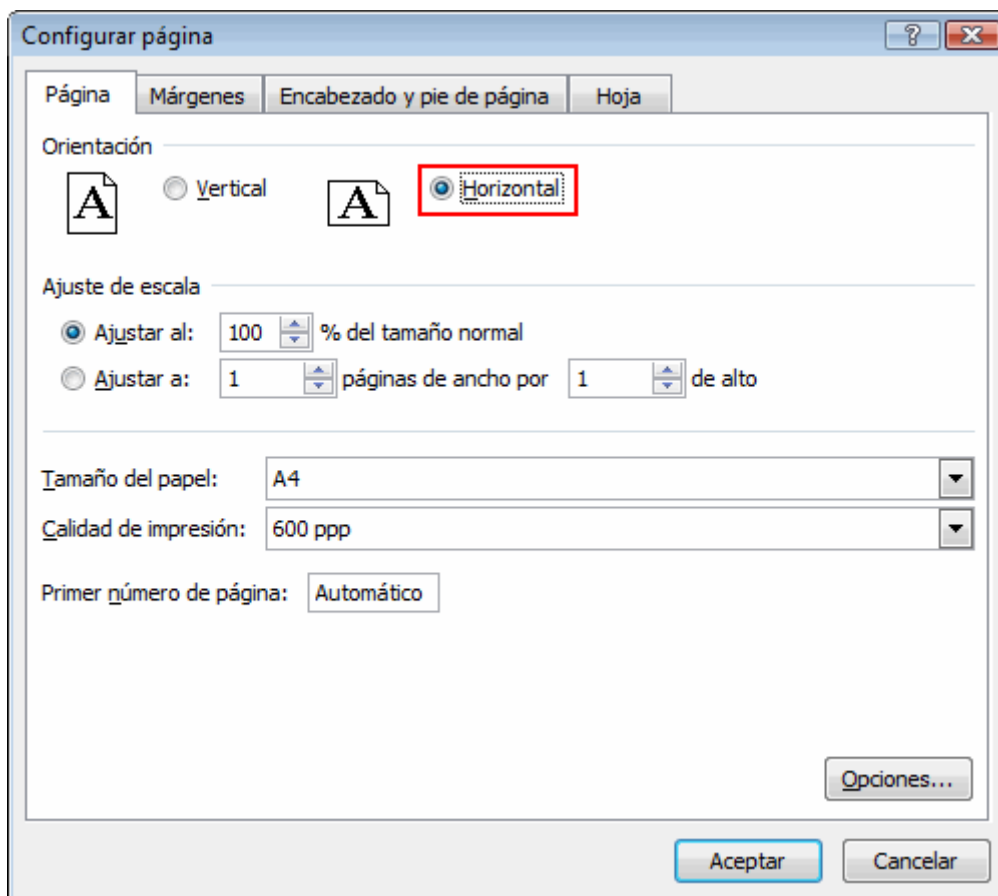 Configurar página
Página Márgenes Encabezado y pie de página Hoja
Orientación
A Vertical A Horizontal
Ajuste de escala
Ajustar al: 100 % del tamaño normal
Ajustar a: 1 páginas de ancho por 1 de alto
Tamaño del papel: A4
Calidad de impresión: 600 ppp
Primer número de página: Automático
Opciones...
Aceptar Cancelar